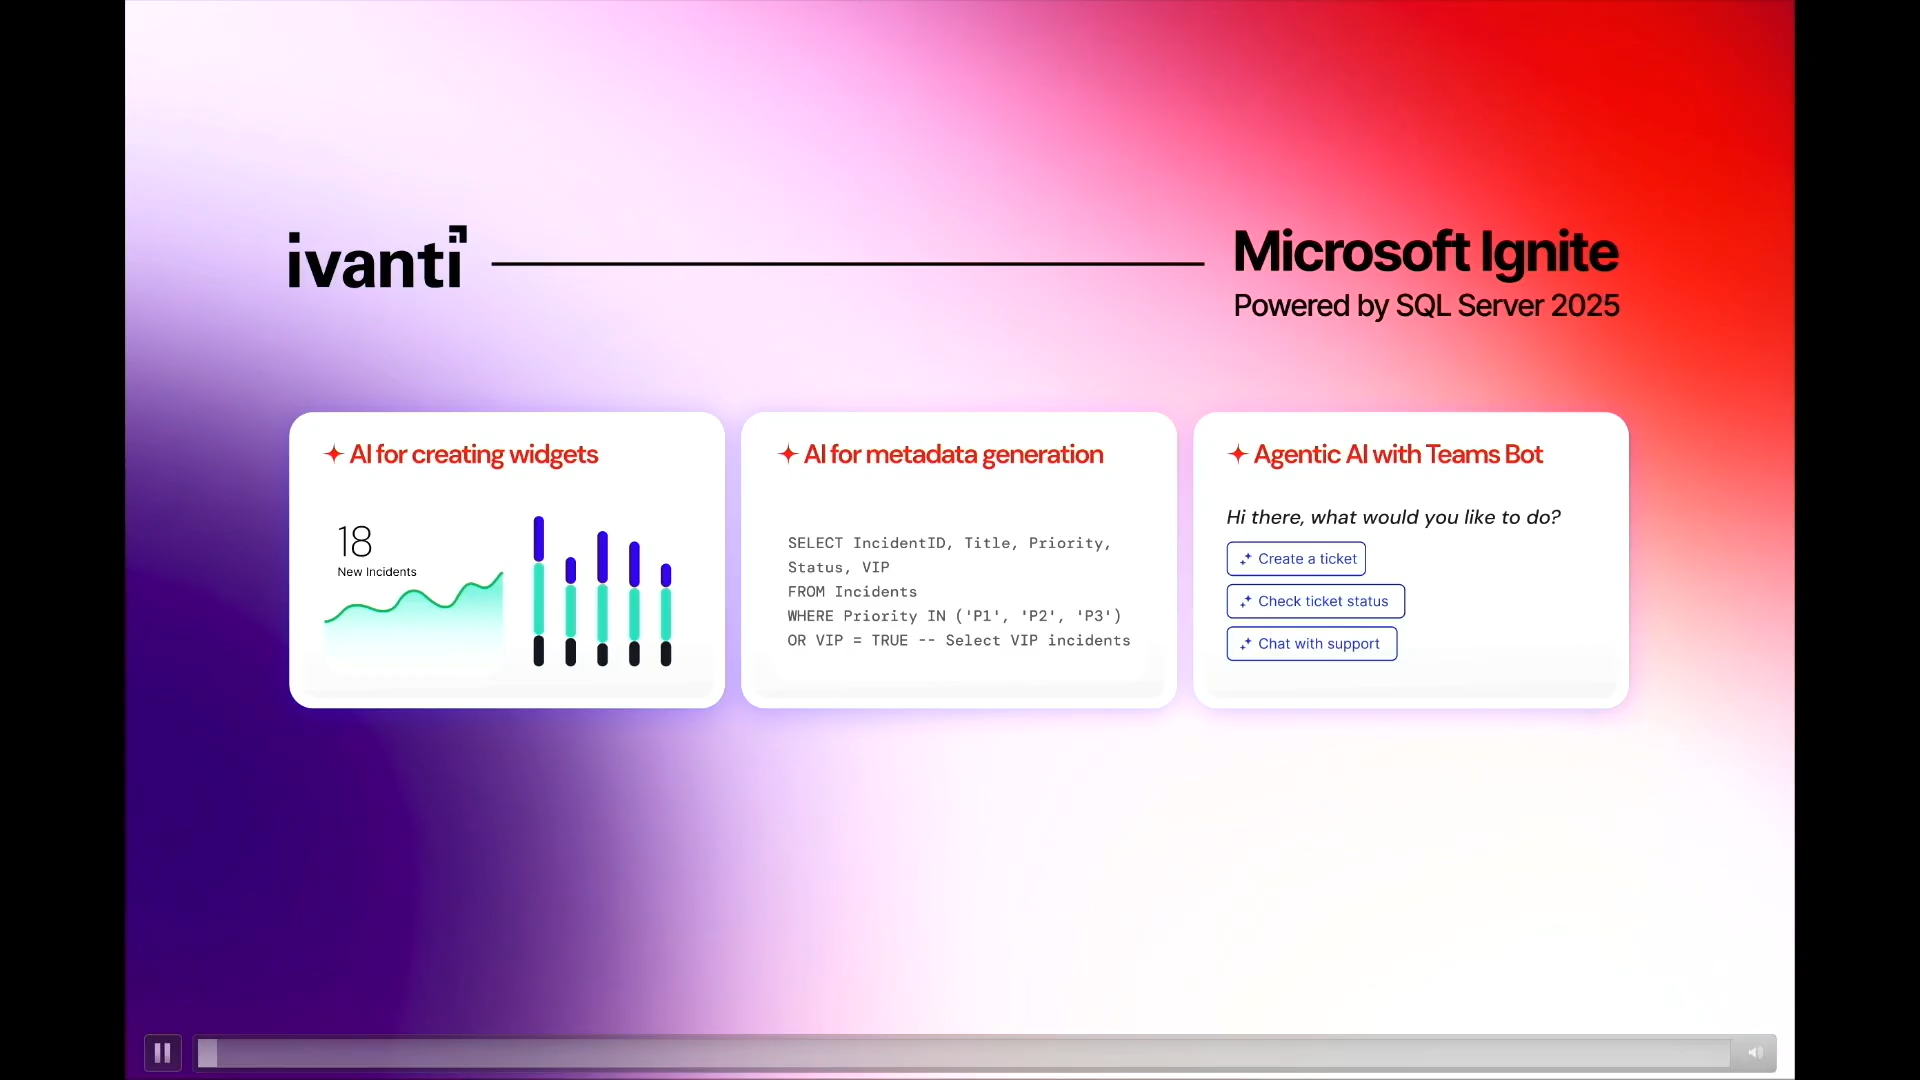 ivanti
Microsoft Ignite
Powered by SQL Server 2025
AI for creating widgets
18
New Incidents
AI for metadata generation
SELECT IncidentID, Title, Priority,
Status, VIP
FROM Incidents
WHERE Priority IN ('P1', 'P2', 'P3')
OR VIP = TRUE -- Select VIP incidents
Agentic AI with Teams Bot
Hi there, what would you like to do?
Create a ticket
Check ticket status
Chat with support